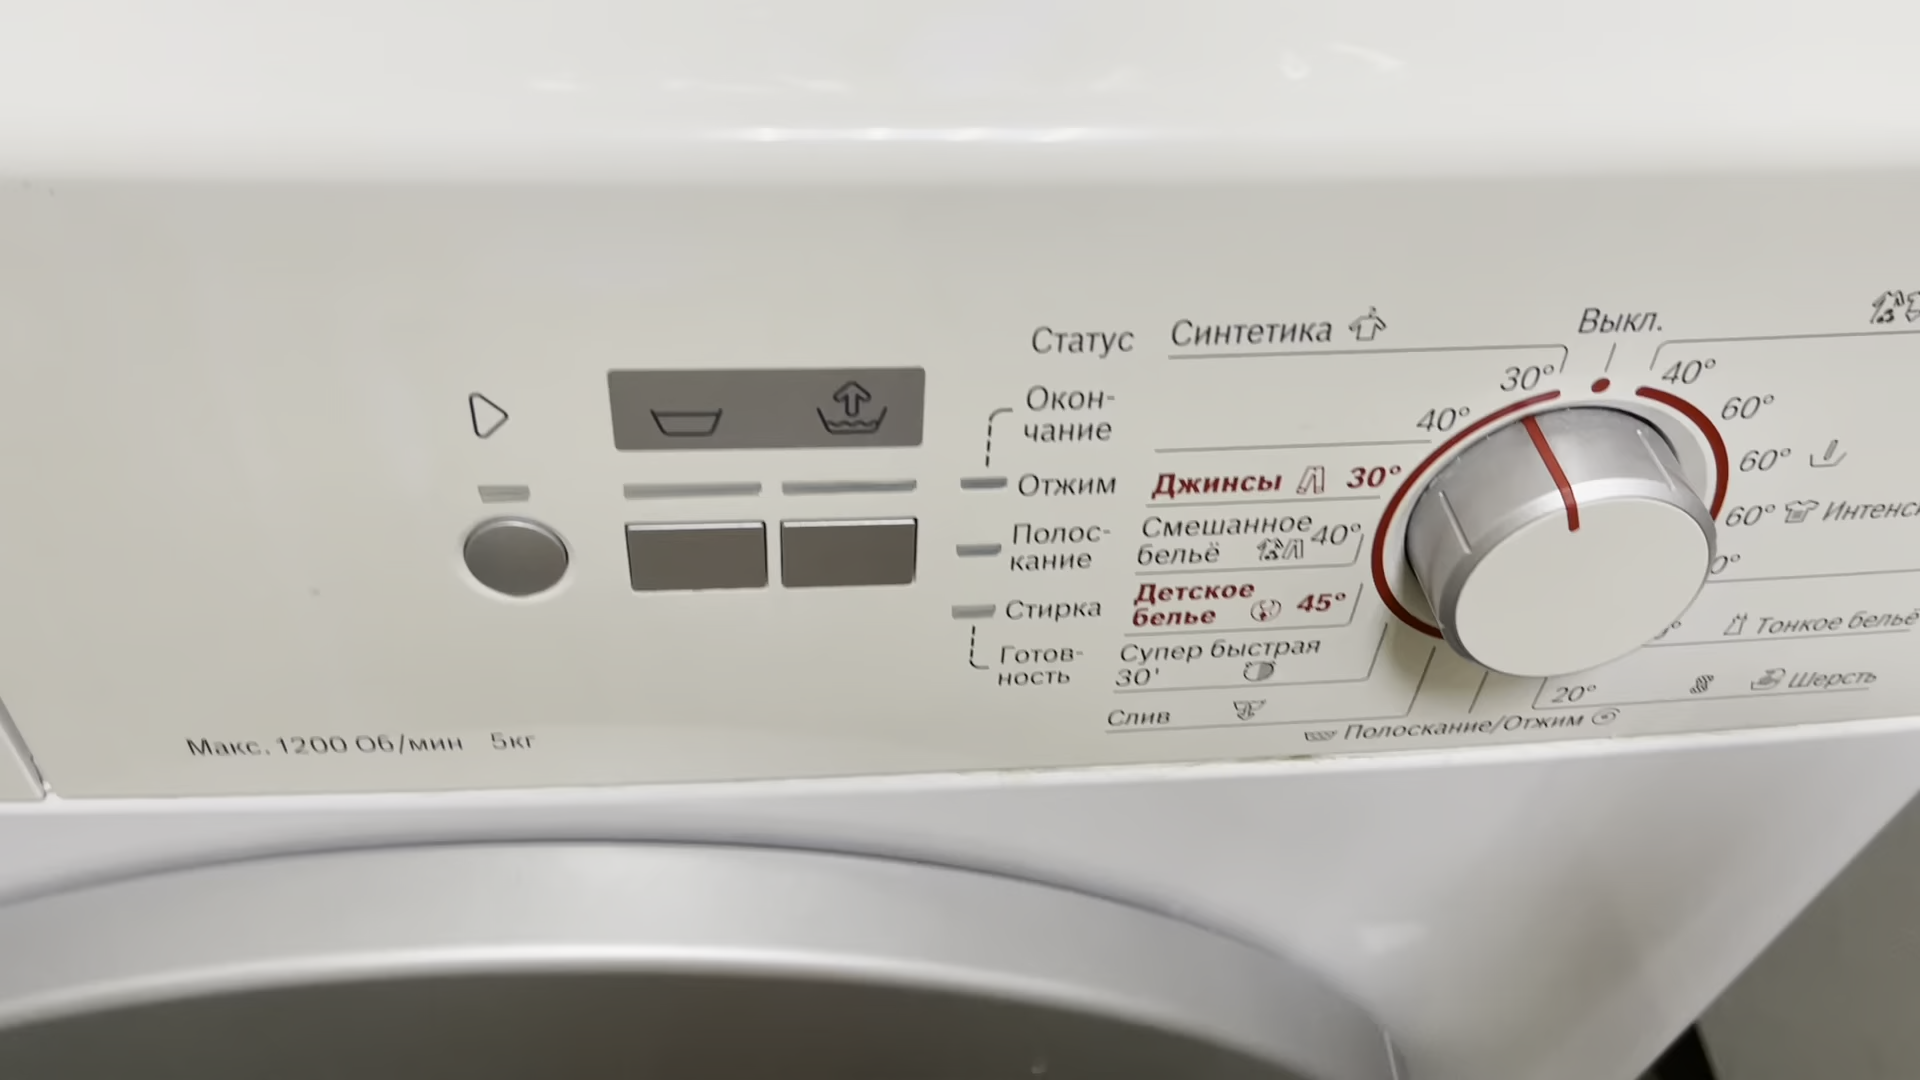 Статус
Окон-
чание
Отжим
Полос-
кание
Стирка
Готов-
ность
Синтетика
Выкл.
30°
40°
Джинсы 30°
Смешанное
бельё 40°
Детское
белье 45°
Супер быстрая
30'
Слив
Полоскание/Отжим
40°
60°
60°
60°
20°
Тонкое бельё
Шерсть
Макс. 1200 Об/мин 5кг